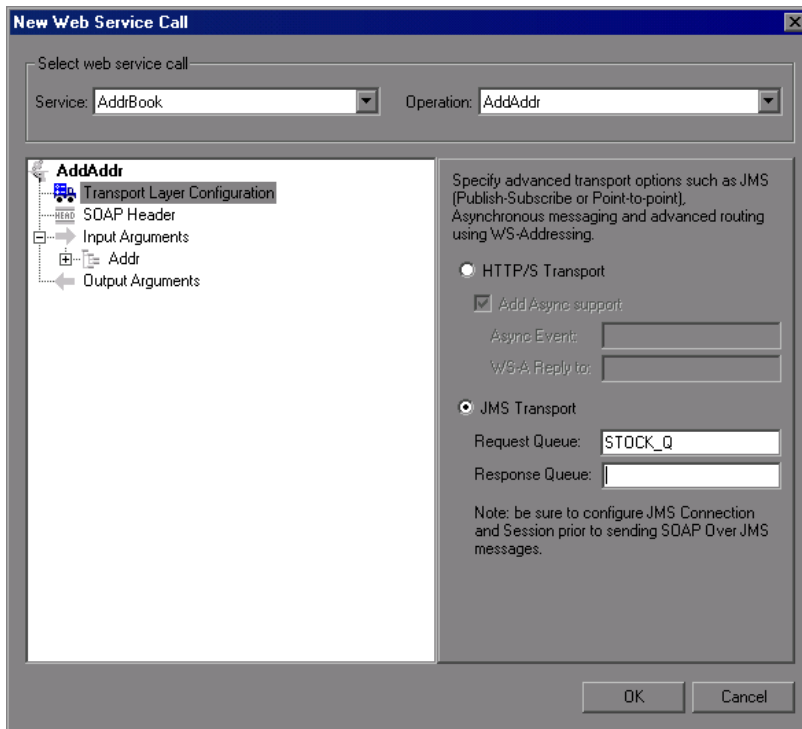 New Web Service Call
Select web service call
Service: AddrBook Operation: AddAddr
AddAddr
Transport Layer Configuration
HEAD SOAP Header
Input Arguments
Addr
Output Arguments
Specify advanced transport options such as JMS
(Publish-Subscribe or Point-to-point),
Asynchronous messaging and advanced routing
using WS-Addressing.
HTTP/S Transport
Add Async support
Async Event:
WS-A Reply to:
JMS Transport
Request Queue: STOCK_Q
Response Queue:
Note: be sure to configure JMS Connection
and Session prior to sending SOAP Over JMS
messages.
OK Cancel